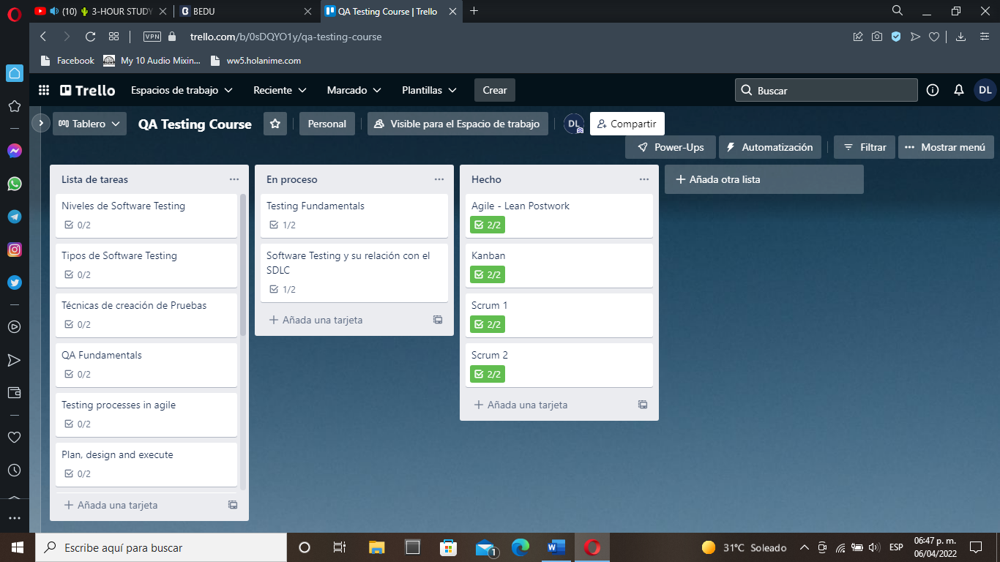 (10) 🌵 3-HOUR STUDY
BEDU
QA Testing Course | Trello
VPN
trello.com/b/0sDQYO1y/qa-testing-course
Facebook
My 10 Audio Mixin...
ww5.holanime.com
Trello
Espacios de trabajo
Reciente
Marcado
Plantillas
Crear
Buscar
DL
Tablero
QA Testing Course
Personal
Visible para el Espacio de trabajo
DL
Compartir
Power-Ups
Automatización
Filtrar
Mostrar menú
Lista de tareas
Niveles de Software Testing
0/2
Tipos de Software Testing
0/2
Técnicas de creación de Pruebas
0/2
QA Fundamentals
0/2
Testing processes in agile
0/2
Plan, design and execute
0/2
Añada una tarjeta
En proceso
Testing Fundamentals
1/2
Software Testing y su relación con el
SDLC
1/2
Añada una tarjeta
Hecho
Agile - Lean Postwork
2/2
Kanban
2/2
Scrum 1
2/2
Scrum 2
2/2
Añada una tarjeta
Añada otra lista
Escribe aquí para buscar
1
31°C Soleado
ESP
06:47 p. m.
06/04/2022